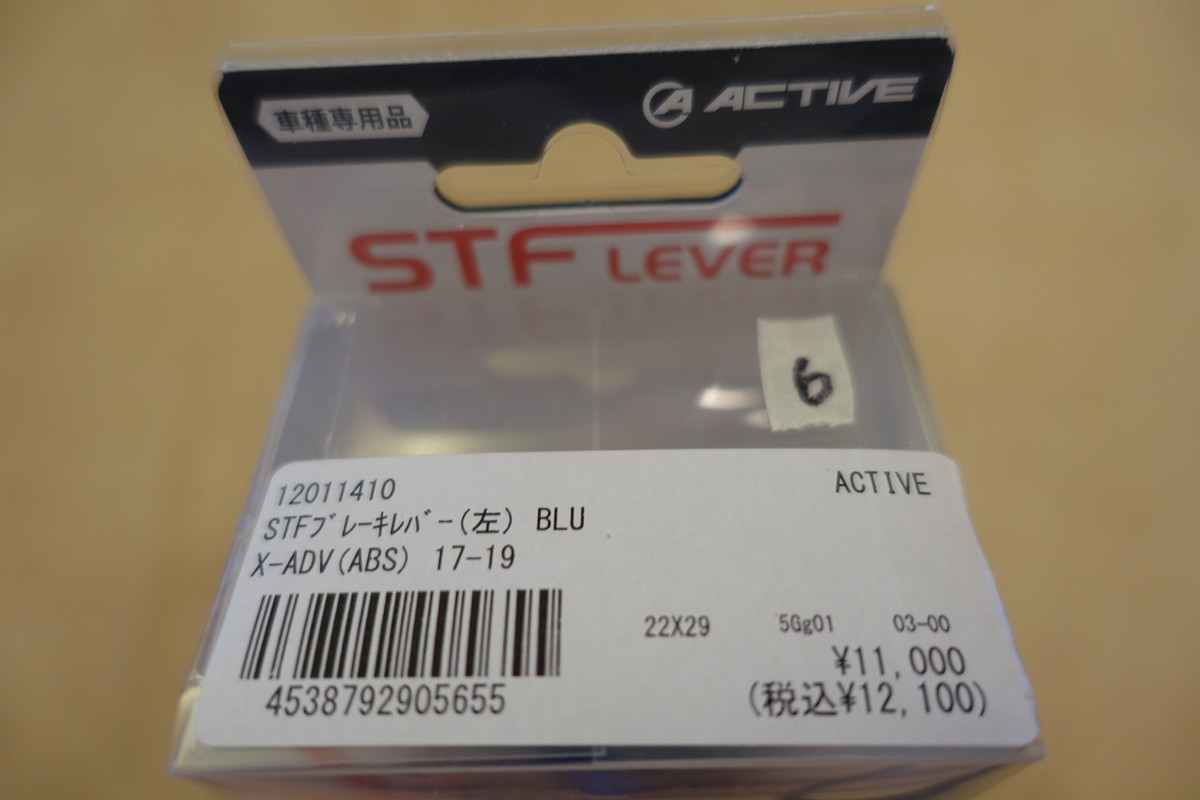 車種専用品
ACTIVE
STF LEVER
6
12011410
ACTIVE
STFブレーキレバー(左) BLU
X-ADV(ABS) 17-19
22X29 5Gg01 03-00
¥11,000
4538792905655
(税込¥12,100)